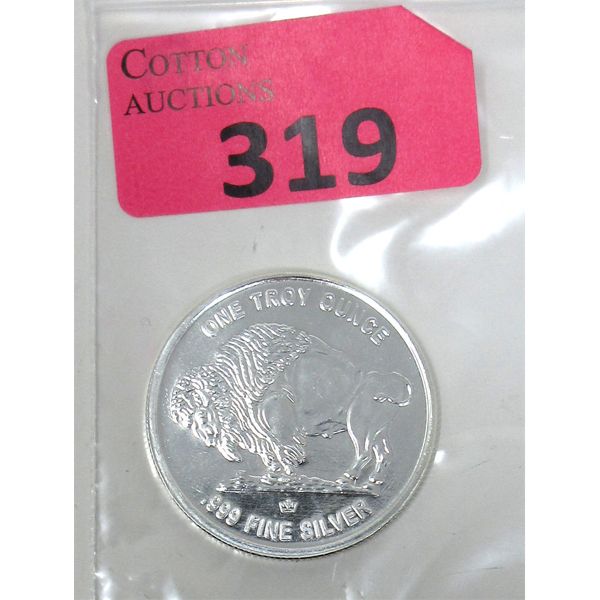 COTTON
AUCTIONS
319
ONE TROY OUNCE
.999 FINE SILVER